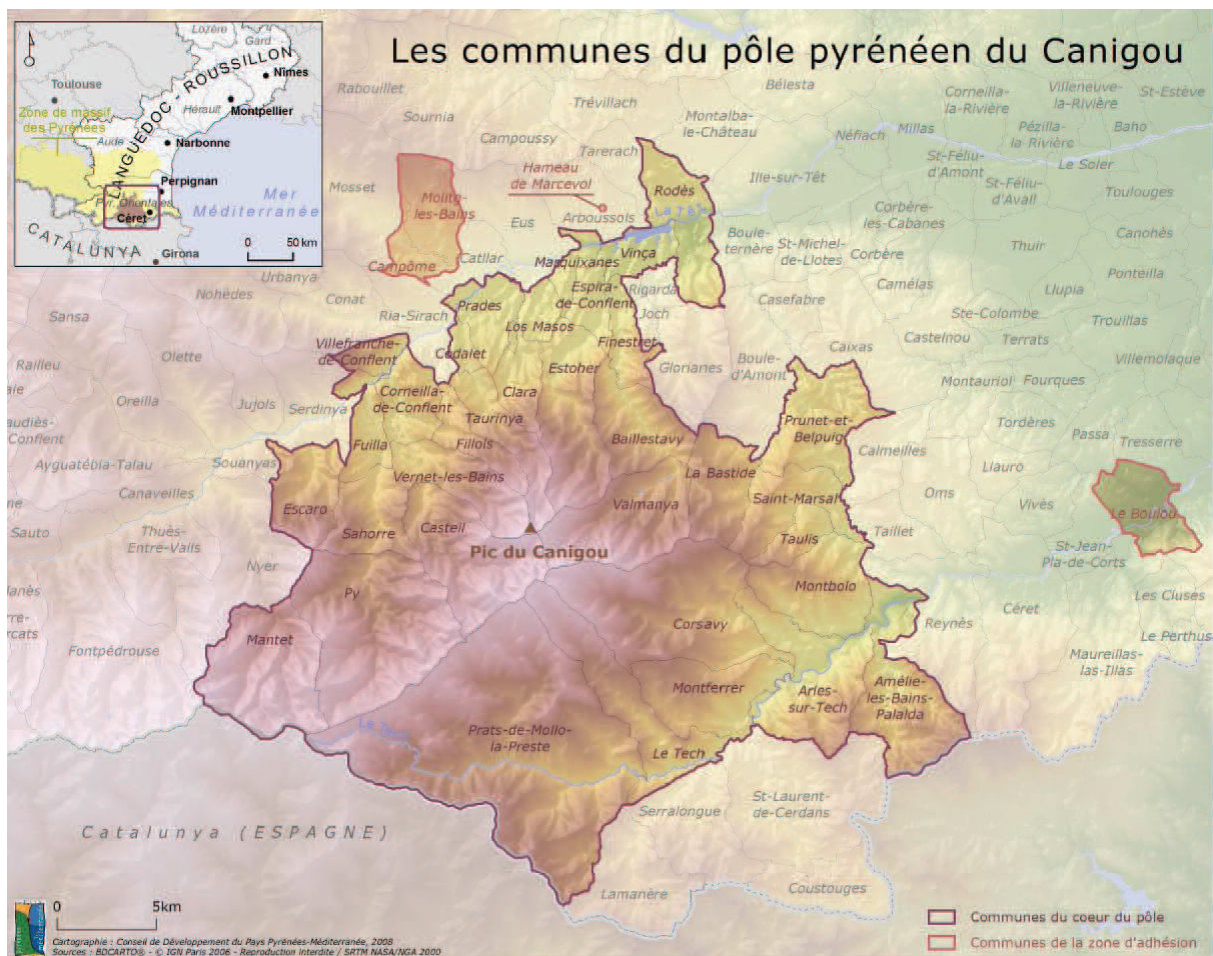 Les communes du pôle pyrénéen du Canigou
Lozère
Gard
Nîmes
Toulouse
LANGUEDOC - ROUSSILLON
Hérault
Montpellier
Zone de massif
des Pyrénées
Aude
Narbonne
Perpignan
Pyr. Orientales
Céret
Mer
Méditerranée
CATALUNYA
Girona
0 50 km
Rabouillet
Sournia
Trévillach
Bélesta
Corneilla-
la-Rivière
Villeneuve-
la-Rivière
St-Estève
Campoussy
Montalba-
le-Château
Tarerach
Néfiach
Millas
Pézilla-
la Rivière
Baho
Hameau
de Marcevol
Mosset
Molitg-
les-Bains
Rodès
Ille-sur-Têt
St-Féliu-
d'Amont
Le Soler
St-Féliu-
d'Avall
Toulouges
Eus
Arboussols
La Têt
Corbère-
les-Cabanes
Boule-
ternère
St-Michel-
de-Llotes
Corbère
Thuir
Canohès
Campôme
Catllar
Marquixanes
Vinça
Ponteilla
Urbanya
Nohèdes
Conat
Espira-
de-Conflent
Rigarda
Joch
Casefabre
Camélas
Llupia
Ria-Sirach
Prades
Los Masos
Finestret
Ste-Colombe
Trouillas
Sansa
Villefranche-
de-Conflent
Codalet
Estoher
Glorianes
Boule-
d'Amont
Caixas
Castelnou
Terrats
Villemolaque
Railleu
Olette
Corneilla-
de-Conflent
Clara
Montauriol
Fourques
Oreilla
Jujols
Serdinya
Taurinya
Prunet-et-
Belpuig
Tordères
Passa
Tresserre
Fuilla
Fillols
Baillestavy
Calmeilles
Ayguatébia-Talau
Souanyas
Vernet-les-Bains
La Bastide
Llauro
Canaveilles
Escaro
Valmanya
Saint-Marsal
Oms
Vivès
Le Boulou
Sauto
Thuès-
Entre-Valls
Sahorre
Casteil
Pic du Canigou
Taulis
Taillet
St-Jean-
Pla-de-Corts
Nyer
Py
Montbolo
Les Cluses
Mantet
Corsavy
Reynès
Céret
Le Perthus
Fontpédrouse
Maureillas-
las-Illas
Montferrer
Arles-
sur-Tech
Amélie-
les-Bains-
Palalda
Prats-de-Mollo-
la-Preste
Le Tech
Serralongue
St-Laurent-
de-Cerdans
Catalunya (ESPAGNE)
Lamanère
Coustouges
0 5km
Communes du coeur du pôle
Communes de la zone d'adhésion
Cartographie : Conseil de Développement du Pays Pyrénées-Méditerranée, 2008
Sources : BDCARTO® - © IGN Paris 2006 - Reproduction interdite / SRTM NASA/NGA 2000